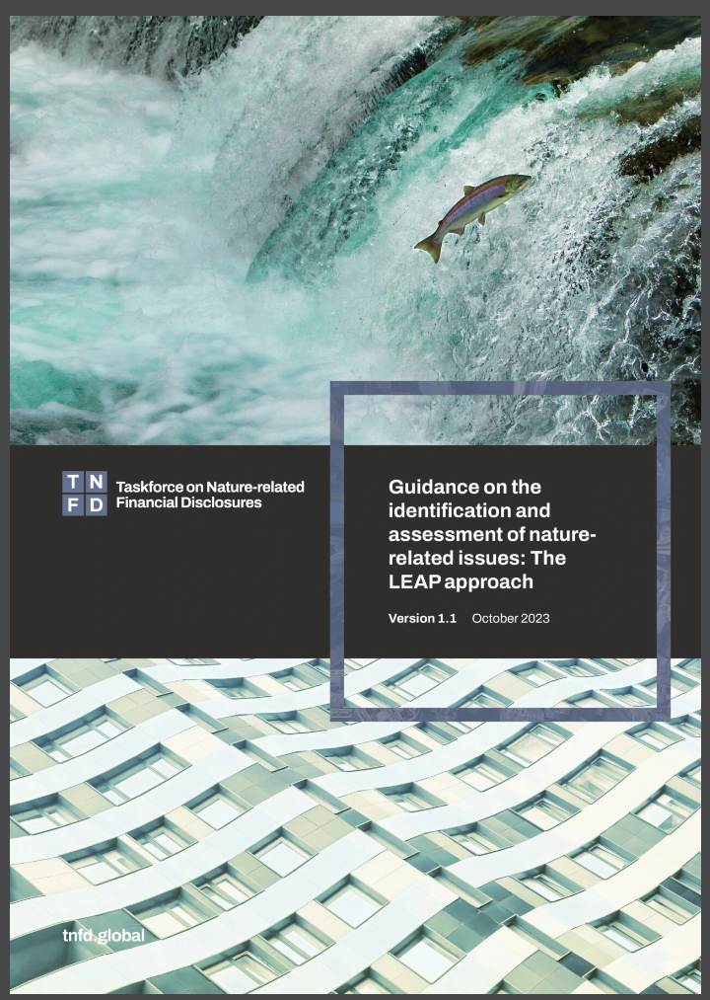 T N
F D
Taskforce on Nature-related
Financial Disclosures
Guidance on the
identification and
assessment of nature-
related issues: The
LEAP approach
Version 1.1 October 2023
tnfd.global